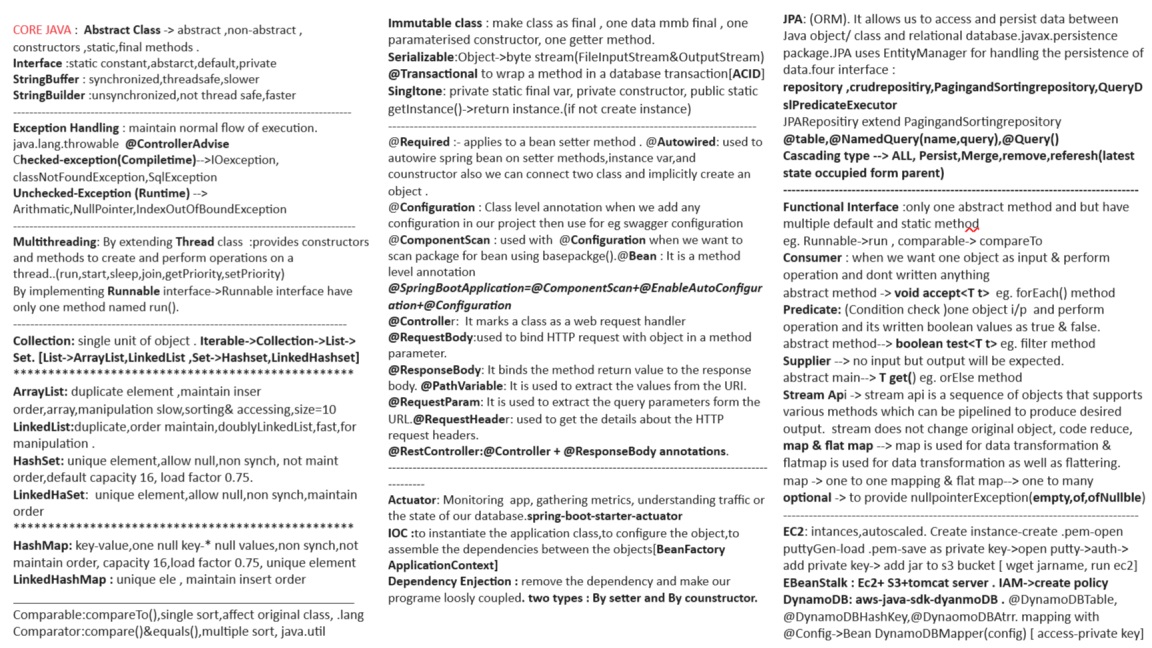 CORE JAVA : Abstract Class -> abstract ,non-abstract ,
constructors ,static,final methods .
Interface :static constant,abstarct,default,private
StringBuffer : synchronized,threadsafe,slower
StringBuilder :unsynchronized,not thread safe,faster
--------------------------------------------------------------------------------
Exception Handling : maintain normal flow of execution.
java.lang.throwable @ControllerAdvise
Checked-exception(Compiletime)-->IOexception,
classNotFoundException,SqlException
Unchecked-Exception (Runtime) -->
Arithmatic,NullPointer,IndexOutOfBoundException
--------------------------------------------------------------------------------
Multithreading: By extending Thread class :provides constructors
and methods to create and perform operations on a
thread..(run,start,sleep,join,getPriority,setPriority)
By implementing Runnable interface->Runnable interface have
only one method named run().
--------------------------------------------------------------------------------
Collection: single unit of object . Iterable->Collection->List->
Set. [List->ArrayList,LinkedList ,Set->Hashset,LinkedHashset]
*************************************************
ArrayList: duplicate element ,maintain inser
order,array,manipulation slow,sorting& accessing,size=10
LinkedList:duplicate,order maintain,doublyLinkedList,fast,for
manipulation .
HashSet: unique element,allow null,non synch, not maint
order,default capacity 16, load factor 0.75.
LinkedHaSet: unique element,allow null,non synch,maintain
order
*************************************************
HashMap: key-value,one null key-* null values,non synch,not
maintain order, capacity 16,load factor 0.75, unique element
LinkedHashMap : unique ele , maintain insert order
Comparable:compareTo(),single sort,affect original class, .lang
Comparator:compare()&equals(),multiple sort, java.util
Immutable class : make class as final , one data mmb final , one
paramaterised constructor, one getter method.
Serializable:Object->byte stream(FileInputStream&OutputStream)
@Transactional to wrap a method in a database transaction[ACID]
Singltone: private static final var, private constructor, public static
getInstance()->return instance.(if not create instance)
--------------------------------------------------------------------------------
@Required :- applies to a bean setter method . @Autowired: used to
autowire spring bean on setter methods,instance var,and
counstructor also we can connect two class and implicitly create an
object .
@Configuration : Class level annotation when we add any
configuration in our project then use for eg swagger configuration
@ComponentScan : used with @Configuration when we want to
scan package for bean using basepackge().@Bean : It is a method
level annotation
@SpringBootApplication=@ComponentScan+@EnableAutoConfigur
ation+@Configuration
@Controller: It marks a class as a web request handler
@RequestBody:used to bind HTTP request with object in a method
parameter.
@ResponseBody: It binds the method return value to the response
body. @PathVariable: It is used to extract the values from the URI.
@RequestParam: It is used to extract the query parameters form the
URL.@RequestHeader: used to get the details about the HTTP
request headers.
@RestController:@Controller + @ResponseBody annotations.
--------------------------------------------------------------------------------
---------
Actuator: Monitoring app, gathering metrics, understanding traffic or
the state of our database.spring-boot-starter-actuator
IOC :to instantiate the application class,to configure the object,to
assemble the dependencies between the objects[BeanFactory
ApplicationContext]
Dependency Enjection : remove the dependency and make our
programe loosly coupled. two types : By setter and By counstructor.
JPA: (ORM). It allows us to access and persist data between
Java object/ class and relational database.javax.persistence
package.JPA uses EntityManager for handling the persistence of
data.four interface :
repository ,crudrepositiry,PagingandSortingrepository,QueryD
slPredicateExecutor
JPARepositiry extend PagingandSortingrepository
@table,@NamedQuery(name,query),@Query()
Cascading type --> ALL, Persist,Merge,remove,referesh(latest
state occupied form parent)
--------------------------------------------------------------------------------
Functional Interface :only one abstract method and but have
multiple default and static method
eg. Runnable->run , comparable-> compareTo
Consumer : when we want one object as input & perform
operation and dont written anything
abstract method -> void accept<T t> eg. forEach() method
Predicate: (Condition check )one object i/p and perform
operation and its written boolean values as true & false.
abstract method--> boolean test<T t> eg. filter method
Supplier --> no input but output will be expected.
abstract main--> T get() eg. orElse method
Stream Api -> stream api is a sequence of objects that supports
various methods which can be pipelined to produce desired
output. stream does not change original object, code reduce,
map & flat map --> map is used for data transformation &
flatmap is used for data transformation as well as flattering.
map -> one to one mapping & flat map--> one to many
optional -> to provide nullpointerException(empty,of,ofNullble)
--------------------------------------------------------------------------------
EC2: intances,autoscaled. Create instance-create .pem-open
puttyGen-load .pem-save as private key->open putty->auth->
add private key-> add jar to s3 bucket [ wget jarname, run ec2]
EBeanStalk : Ec2+ S3+tomcat server . IAM->create policy
DynamoDB: aws-java-sdk-dyanmoDB . @DynamoDBTable,
@DynamoDBHashKey,@DynaomoDBAtrr. mapping with
@Config->Bean DynamoDBMapper(config) [ access-private key]